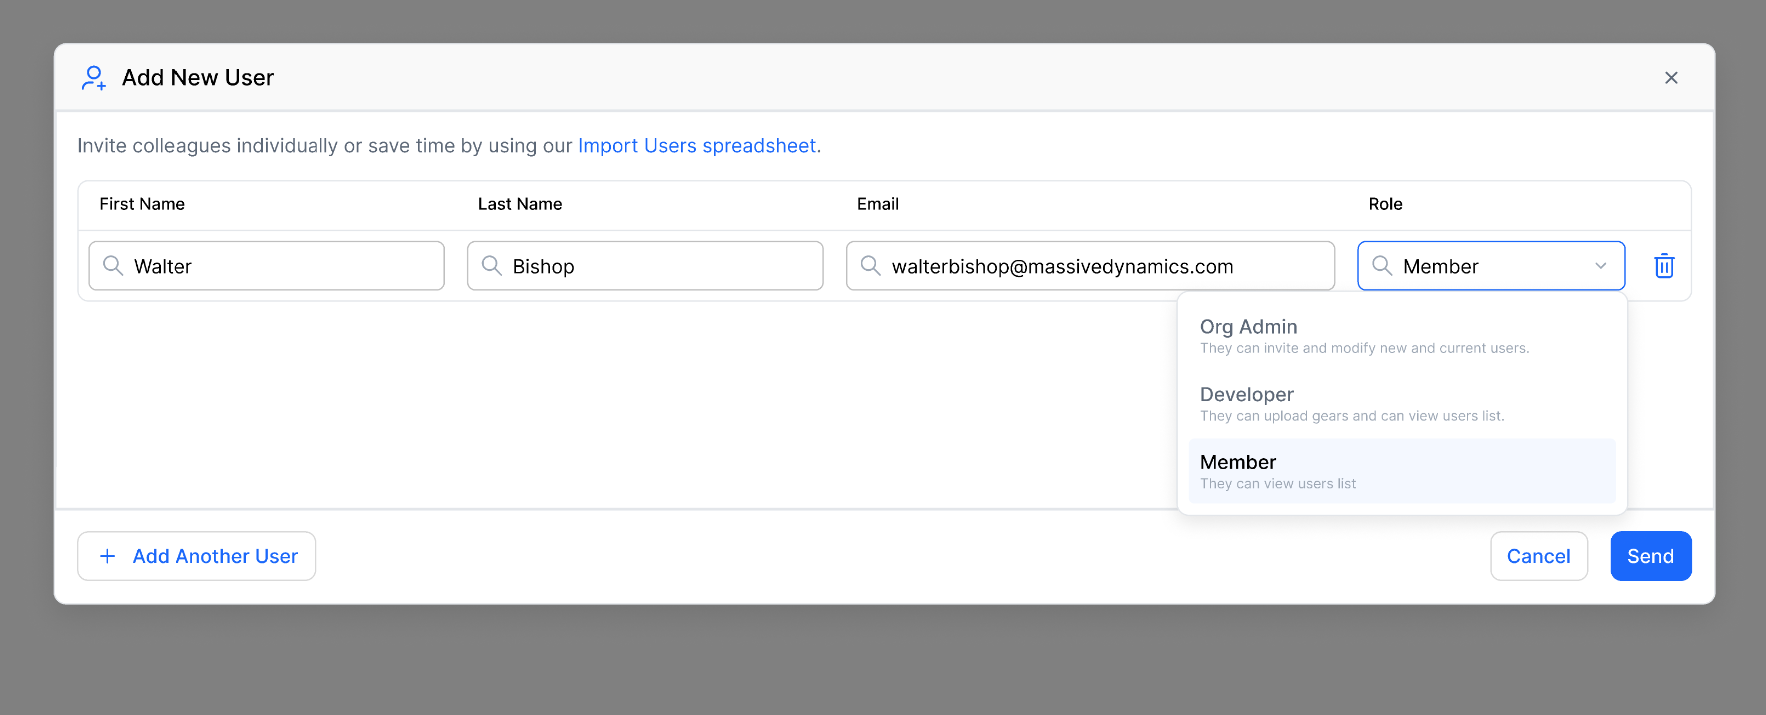 Add New User
Invite colleagues individually or save time by using our Import Users spreadsheet.
First Name Last Name Email Role
Walter Bishop walterbishop@massivedynamics.com Member
Org Admin
They can invite and modify new and current users.
Developer
They can upload gears and can view users list.
Member
They can view users list
Add Another User Cancel Send